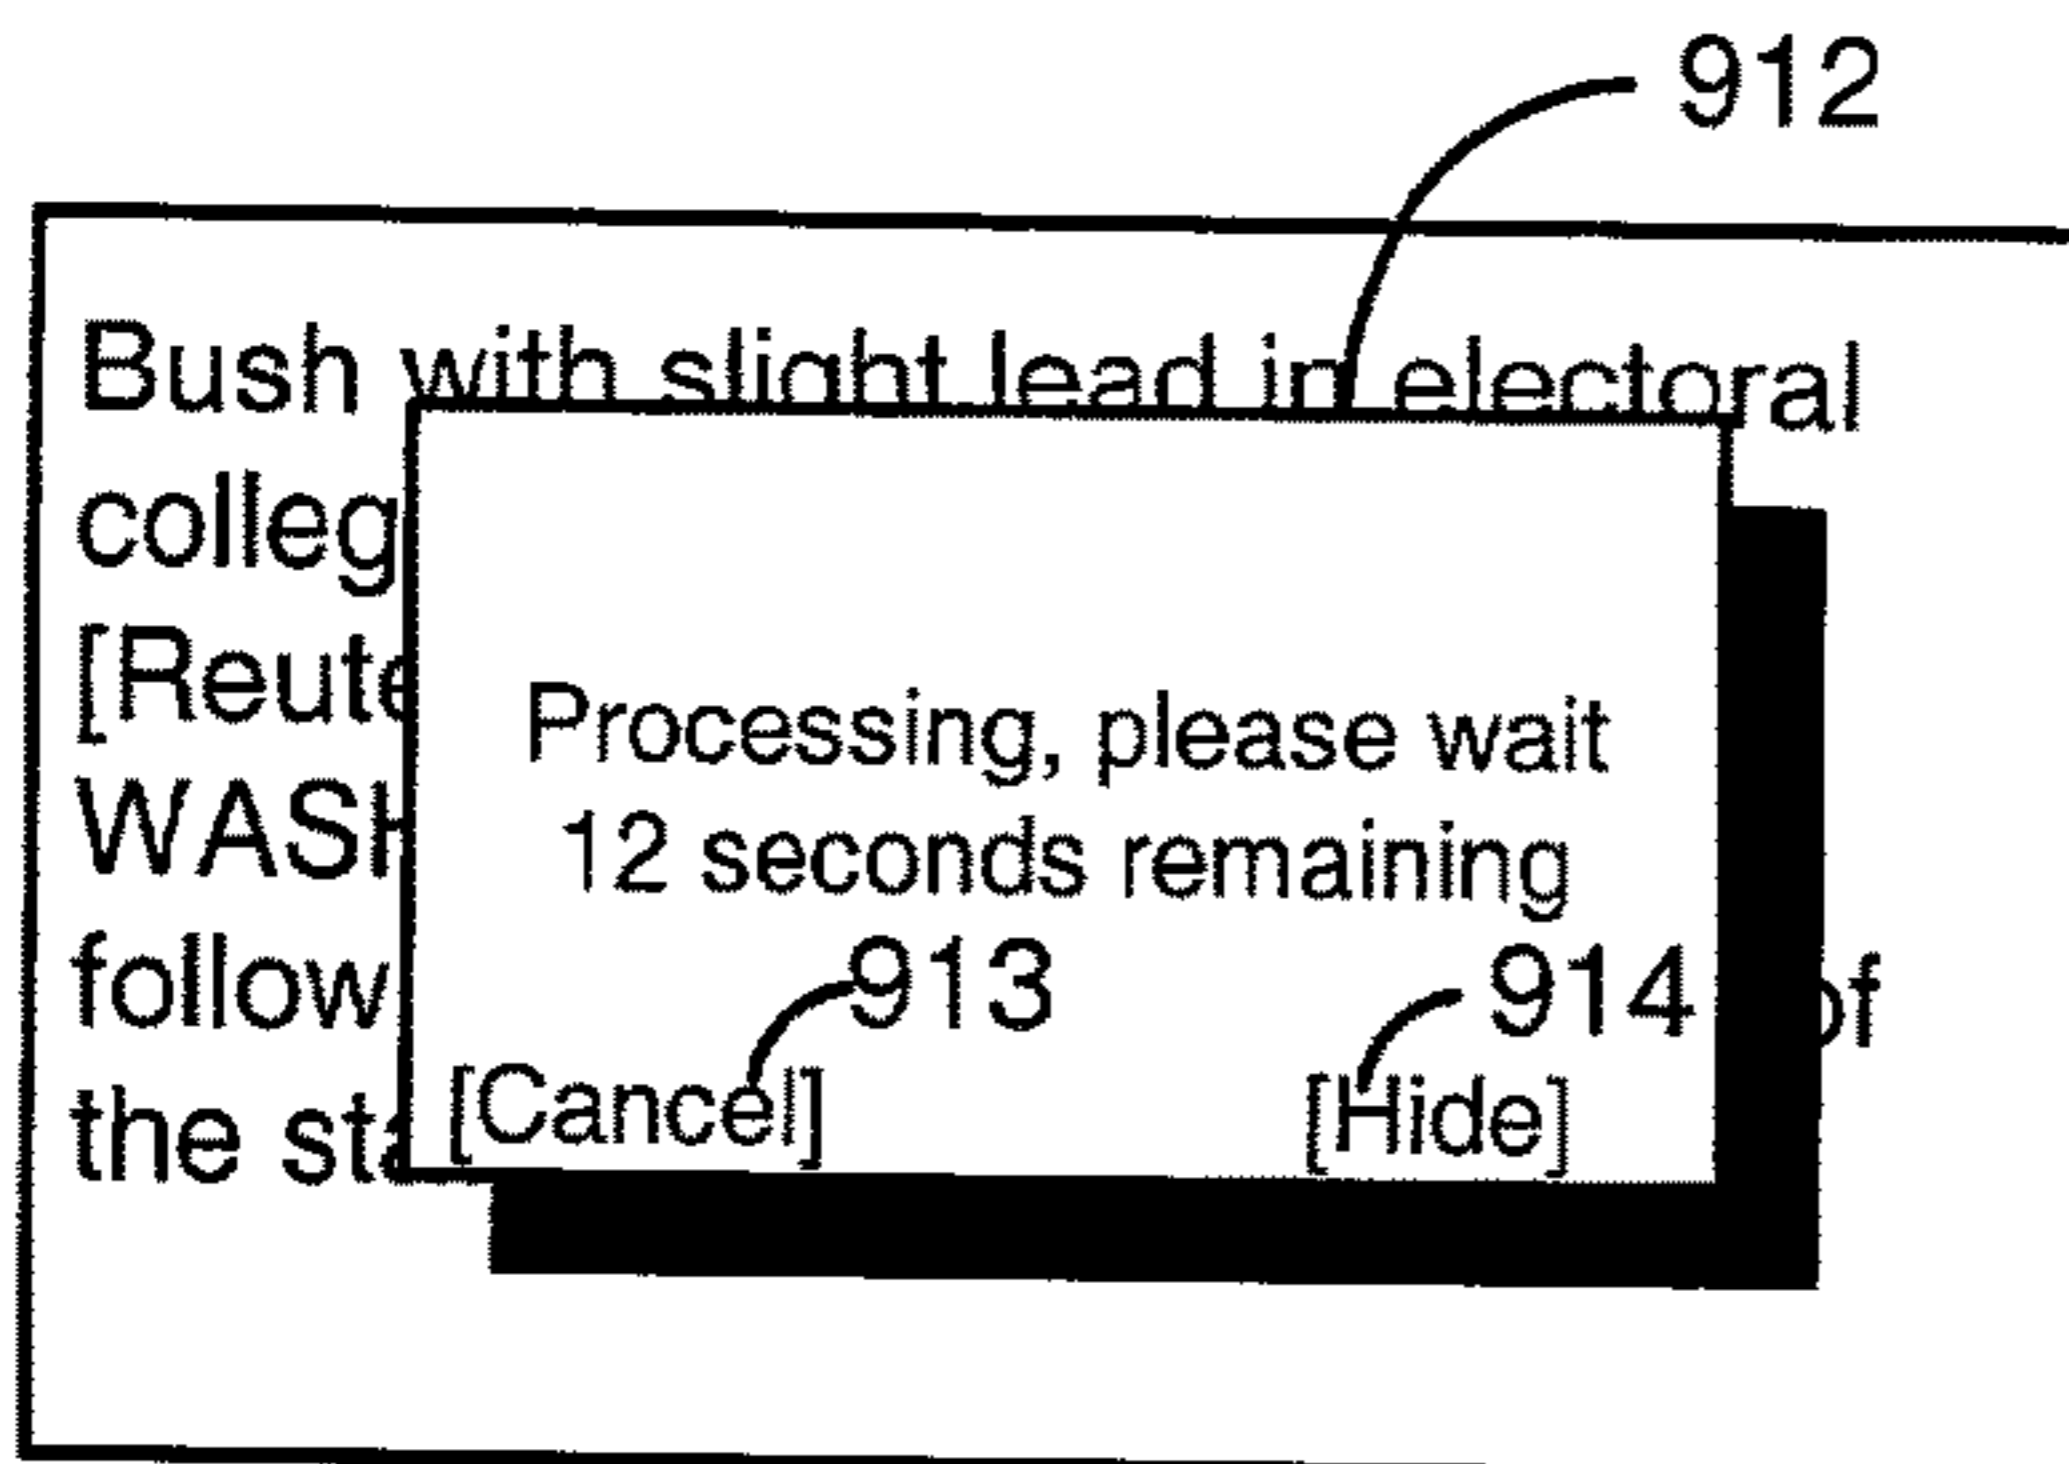 912
Bush with slight lead in electoral
colleg
[Reute
WASH
follow of
the sta
Processing, please wait
12 seconds remaining
913 914
[Cancel] [Hide]